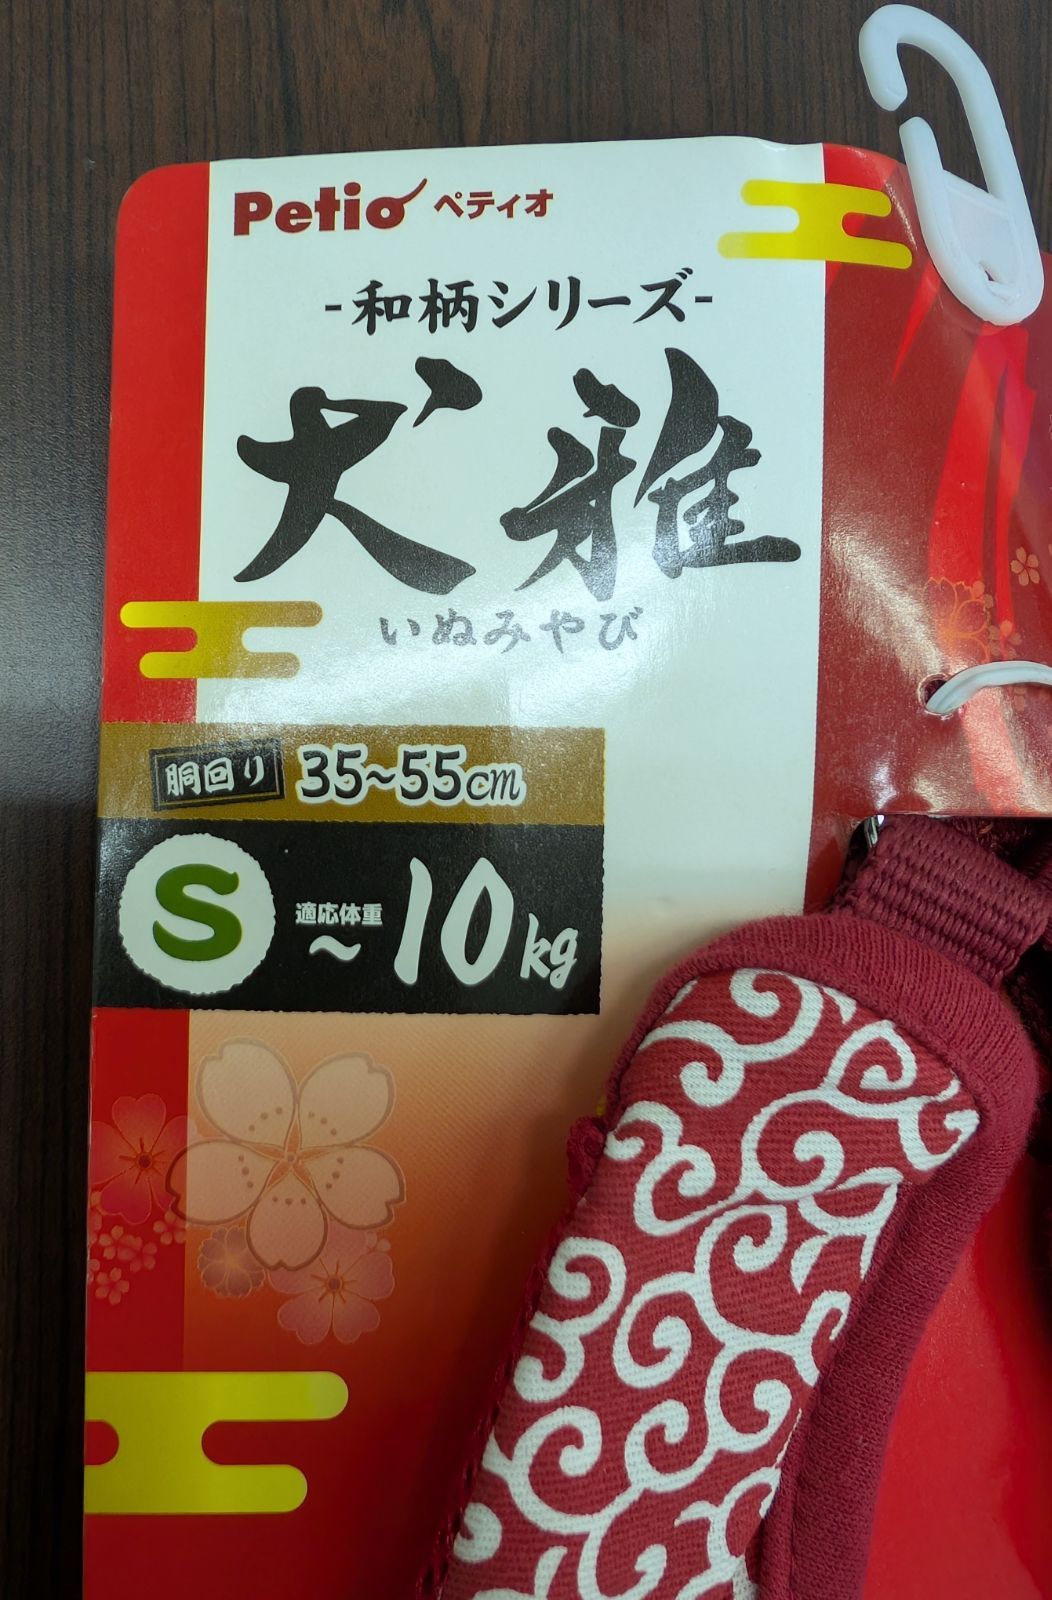 Petio ペティオ
-和柄シリーズ-
犬雅
いぬみやび
胴回り 35~55cm
S 適応体重 ~10kg